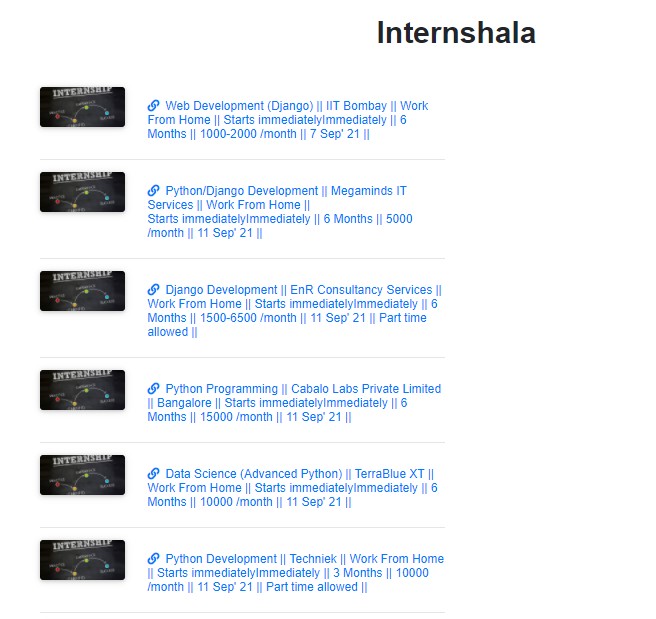 Internshala
INTERNSHIP
Web Development (Django) || IIT Bombay || Work
From Home || Starts immediatelyImmediately || 6
Months || 1000-2000 /month || 7 Sep' 21 ||
INTERNSHIP
Python/Django Development || Megaminds IT
Services || Work From Home ||
Starts immediatelyImmediately || 6 Months || 5000
/month || 11 Sep' 21 ||
INTERNSHIP
Django Development || EnR Consultancy Services ||
Work From Home || Starts immediatelyImmediately || 6
Months || 1500-6500 /month || 11 Sep' 21 || Part time
allowed ||
INTERNSHIP
Python Programming || Cabalo Labs Private Limited
|| Bangalore || Starts immediatelyImmediately || 6
Months || 15000 /month || 11 Sep' 21 ||
INTERNSHIP
Data Science (Advanced Python) || TerraBlue XT ||
Work From Home || Starts immediatelyImmediately || 6
Months || 10000 /month || 11 Sep' 21 ||
INTERNSHIP
Python Development || Techniek || Work From Home
|| Starts immediatelyImmediately || 3 Months || 10000
/month || 11 Sep' 21 || Part time allowed ||